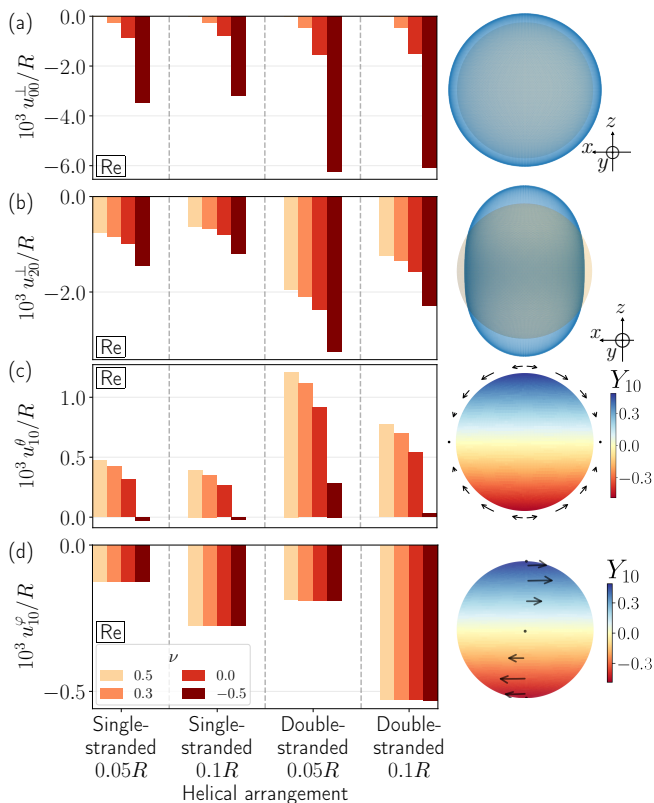 (a)
10³ u⊥00/R
0.0
−2.0
−4.0
−6.0
Re
z
x
y
(b)
10³ u⊥20/R
0.0
−2.0
Re
z
x
y
(c)
10³ uθ10/R
1.0
0.5
0.0
Re
Y10
0.3
0.0
−0.3
(d)
10³ uφ10/R
0.0
−0.5
Re
ν
0.5 0.0
0.3 −0.5
Y10
0.3
0.0
−0.3
Single-
stranded
0.05R
Single-
stranded
0.1R
Double-
stranded
0.05R
Double-
stranded
0.1R
Helical arrangement